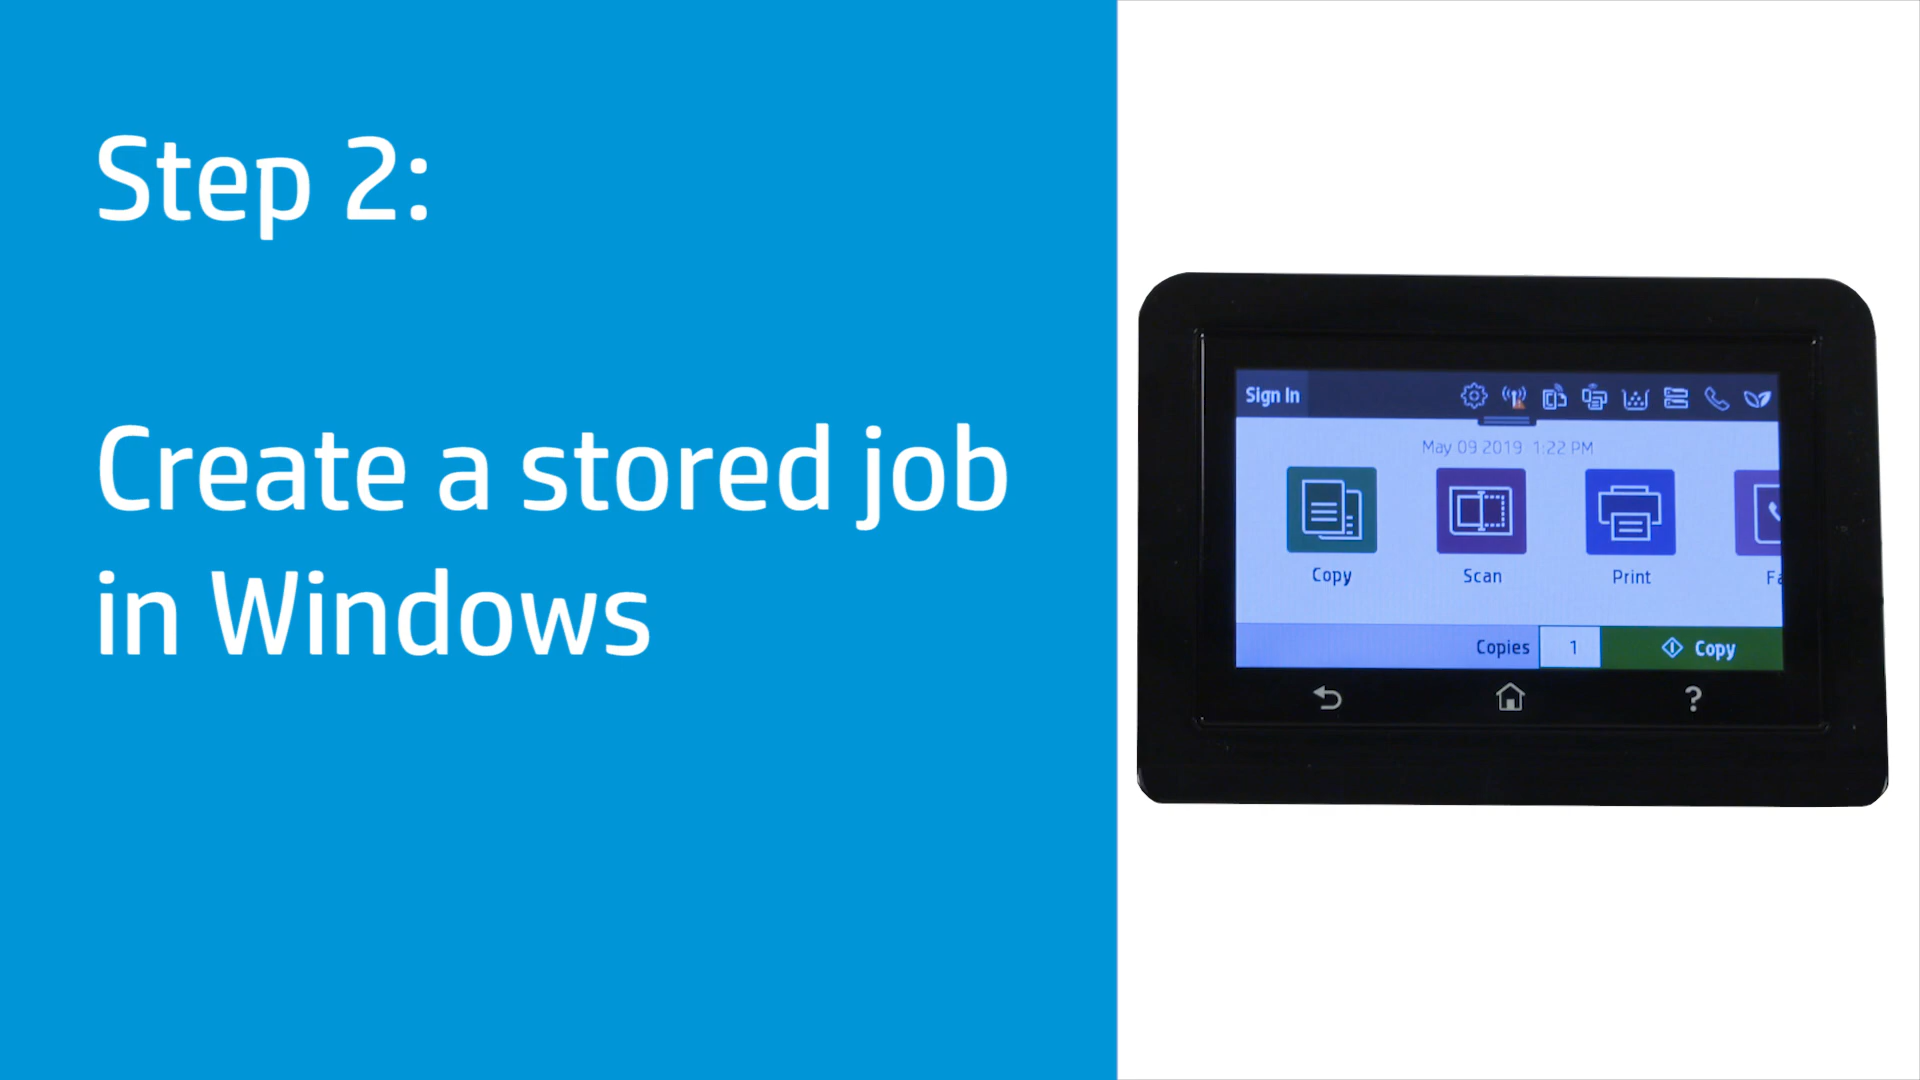 Step 2:
Create a stored job
in Windows
Sign In
May 09 2019 1:22 PM
Copy
Scan
Print
Fa
Copies
1
Copy
?